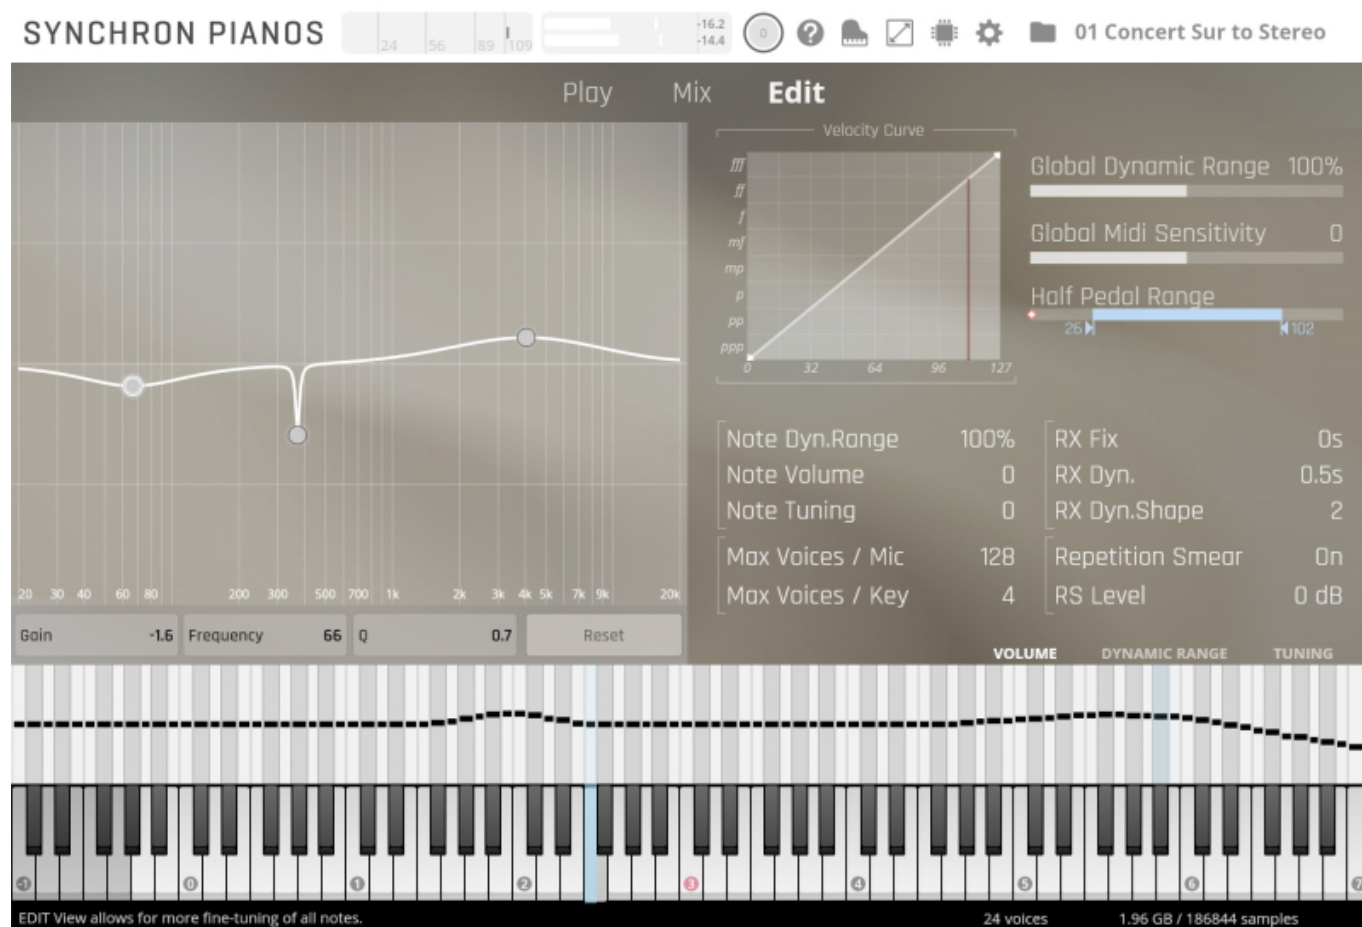 SYNCHRON PIANOS
24 56 89 109
-16.2
-14.4
0
?
01 Concert Sur to Stereo
Play Mix Edit
Velocity Curve
fff
ff
f
mf
mp
p
pp
ppp
0 32 64 96 127
Global Dynamic Range 100%
Global Midi Sensitivity 0
Half Pedal Range
26 102
Note Dyn.Range 100%
Note Volume 0
Note Tuning 0
Max Voices / Mic 128
Max Voices / Key 4
RX Fix 0s
RX Dyn. 0.5s
RX Dyn.Shape 2
Repetition Smear On
RS Level 0 dB
20 30 40 60 80 200 300 500 700 1k 2k 3k 4k 5k 7k 9k 20k
Gain -1.6 Frequency 66 Q 0.7 Reset
VOLUME DYNAMIC RANGE TUNING
-1 0 1 2 3 4 5 6 7
EDIT View allows for more fine-tuning of all notes.
24 voices 1.96 GB / 186844 samples